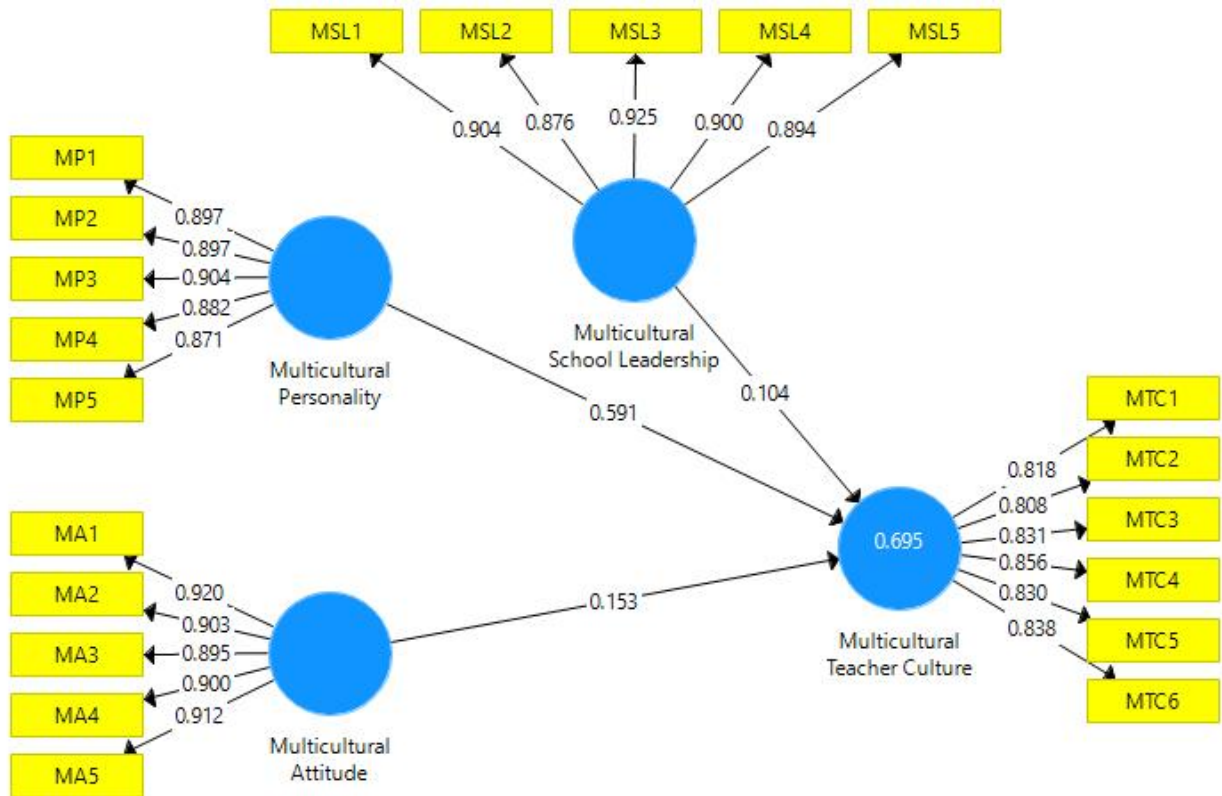 MSL1
MSL2
MSL3
MSL4
MSL5
0.904
0.876
0.925
0.900
0.894
MP1
MP2
MP3
MP4
MP5
0.897
0.897
0.904
0.882
0.871
Multicultural
Personality
Multicultural
School Leadership
0.591
0.104
MA1
MA2
MA3
MA4
MA5
0.920
0.903
0.895
0.900
0.912
Multicultural
Attitude
0.153
0.695
Multicultural
Teacher Culture
0.818
0.808
0.831
0.856
0.830
0.838
MTC1
MTC2
MTC3
MTC4
MTC5
MTC6